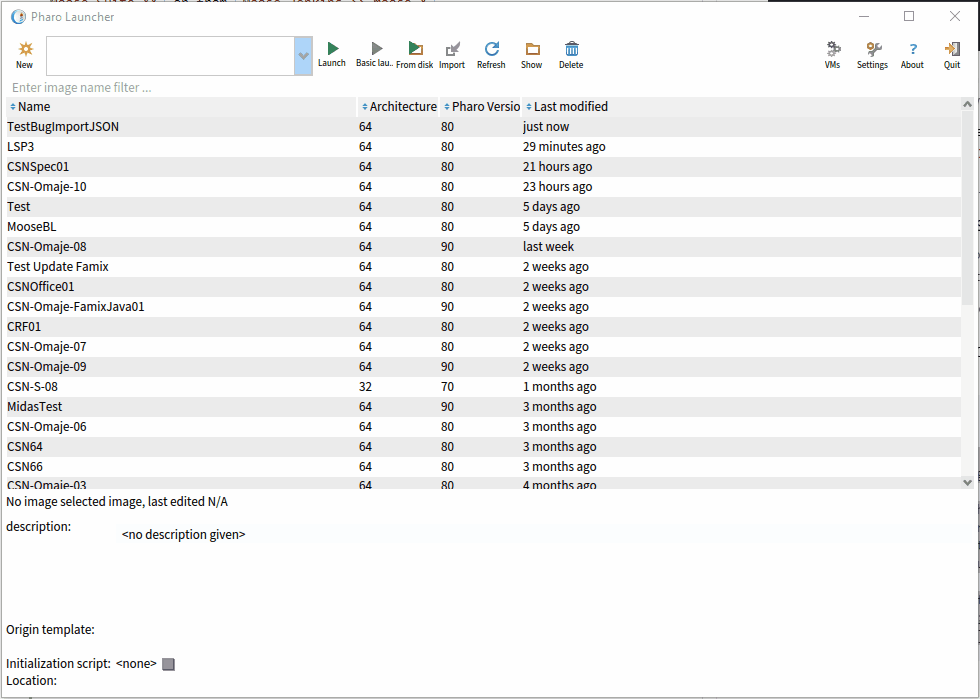 Pharo Launcher
New Launch Basic lau.. From disk Import Refresh Show Delete VMs Settings About Quit
Enter image name filter ...
Name Architecture Pharo Versio Last modified
TestBugImportJSON 64 80 just now
LSP3 64 80 29 minutes ago
CSNSpec01 64 80 21 hours ago
CSN-Omaje-10 64 80 23 hours ago
Test 64 80 5 days ago
MooseBL 64 80 5 days ago
CSN-Omaje-08 64 90 last week
Test Update Famix 64 80 2 weeks ago
CSNOffice01 64 80 2 weeks ago
CSN-Omaje-FamixJava01 64 90 2 weeks ago
CRF01 64 80 2 weeks ago
CSN-Omaje-07 64 80 2 weeks ago
CSN-Omaje-09 64 90 2 weeks ago
CSN-S-08 32 70 1 months ago
MidasTest 64 90 3 months ago
CSN-Omaje-06 64 80 3 months ago
CSN64 64 80 3 months ago
CSN66 64 80 3 months ago
CSN-Omaje-03 64 80 4 months ago
No image selected image, last edited N/A
description:
<no description given>
Origin template:
Initialization script: <none>
Location: